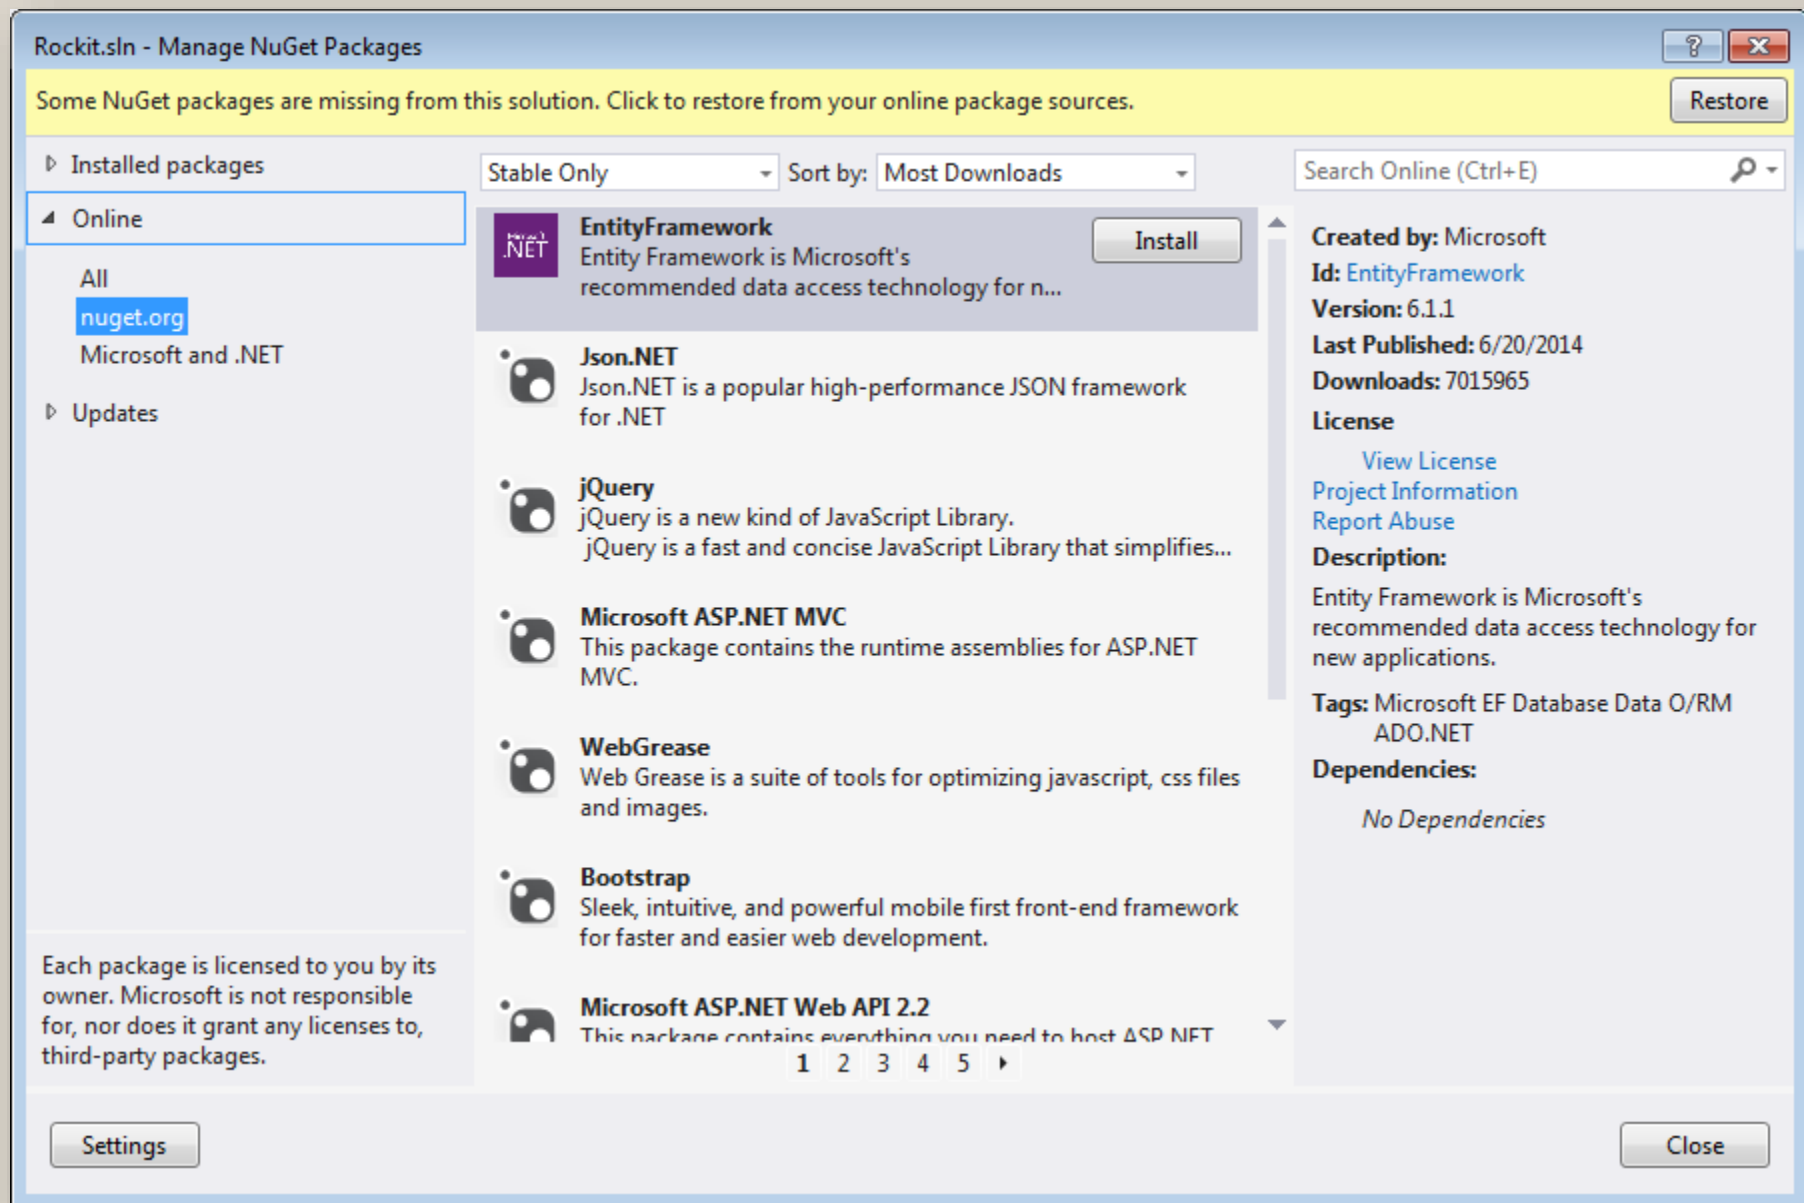 Rockit.sln - Manage NuGet Packages
?
Some NuGet packages are missing from this solution. Click to restore from your online package sources.
Restore
Installed packages
Online
All
nuget.org
Microsoft and .NET
Updates
Each package is licensed to you by its
owner. Microsoft is not responsible
for, nor does it grant any licenses to,
third-party packages.
Stable Only
Sort by: Most Downloads
Microsoft
.NET
EntityFramework
Entity Framework is Microsoft's
recommended data access technology for n...
Install
Json.NET
Json.NET is a popular high-performance JSON framework
for .NET
jQuery
jQuery is a new kind of JavaScript Library.
jQuery is a fast and concise JavaScript Library that simplifies...
Microsoft ASP.NET MVC
This package contains the runtime assemblies for ASP.NET
MVC.
WebGrease
Web Grease is a suite of tools for optimizing javascript, css files
and images.
Bootstrap
Sleek, intuitive, and powerful mobile first front-end framework
for faster and easier web development.
Microsoft ASP.NET Web API 2.2
This package contains everything you need to host ASP.NET
1 2 3 4 5
Search Online (Ctrl+E)
Created by: Microsoft
Id: EntityFramework
Version: 6.1.1
Last Published: 6/20/2014
Downloads: 7015965
License
View License
Project Information
Report Abuse
Description:
Entity Framework is Microsoft's
recommended data access technology for
new applications.
Tags: Microsoft EF Database Data O/RM
ADO.NET
Dependencies:
No Dependencies
Settings
Close